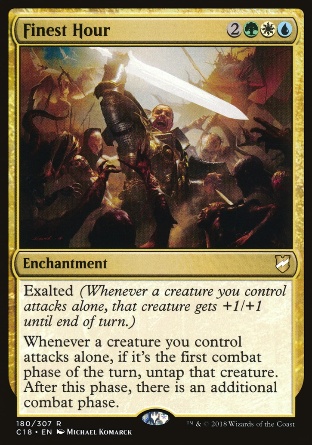 Finest Hour 2
Enchantment
Exalted (Whenever a creature you control
attacks alone, that creature gets +1/+1
until end of turn.)
Whenever a creature you control
attacks alone, if it's the first combat
phase of the turn, untap that creature.
After this phase, there is an additional
combat phase.
180/307 R
C18 • EN Michael Komarck
™ & © 2018 Wizards of the Coast